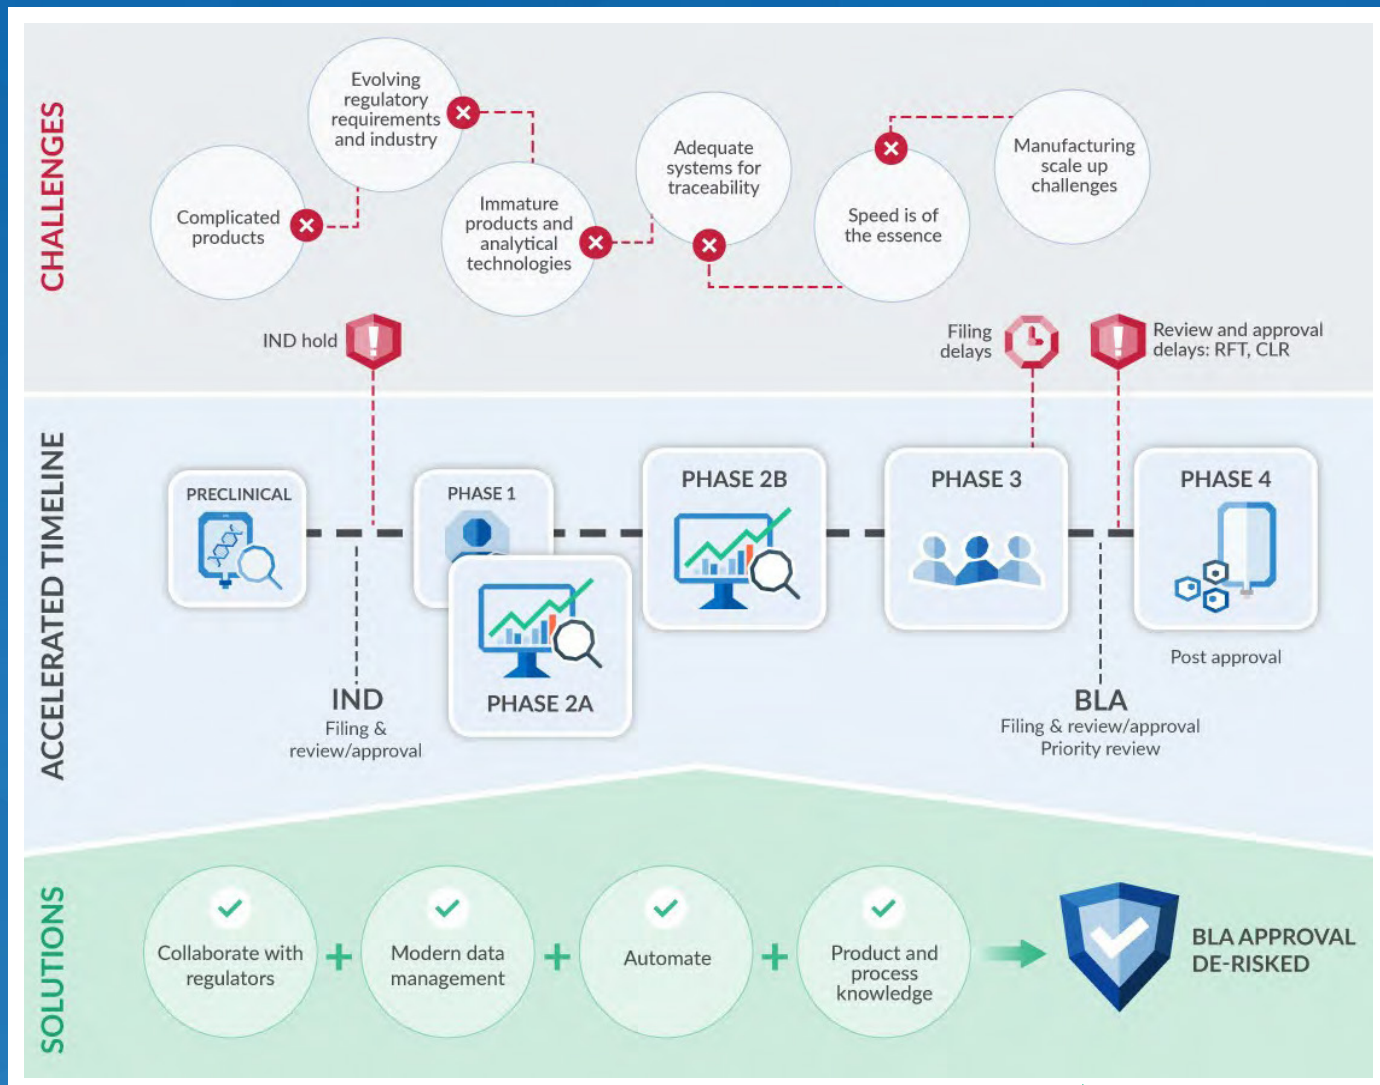 CHALLENGES
Complicated
products
Evolving
regulatory
requirements
and industry
Immature
products and
analytical
technologies
Adequate
systems for
traceability
Speed is of
the essence
Manufacturing
scale up
challenges
IND hold
Filing
delays
Review and approval
delays: RFT, CLR
ACCELERATED TIMELINE
PRECLINICAL
PHASE 1
PHASE 2A
PHASE 2B
PHASE 3
PHASE 4
Post approval
IND
Filing &
review/approval
BLA
Filing & review/approval
Priority review
SOLUTIONS
Collaborate with
regulators
+
Modern data
management
+
Automate
+
Product and
process
knowledge
BLA APPROVAL
DE-RISKED